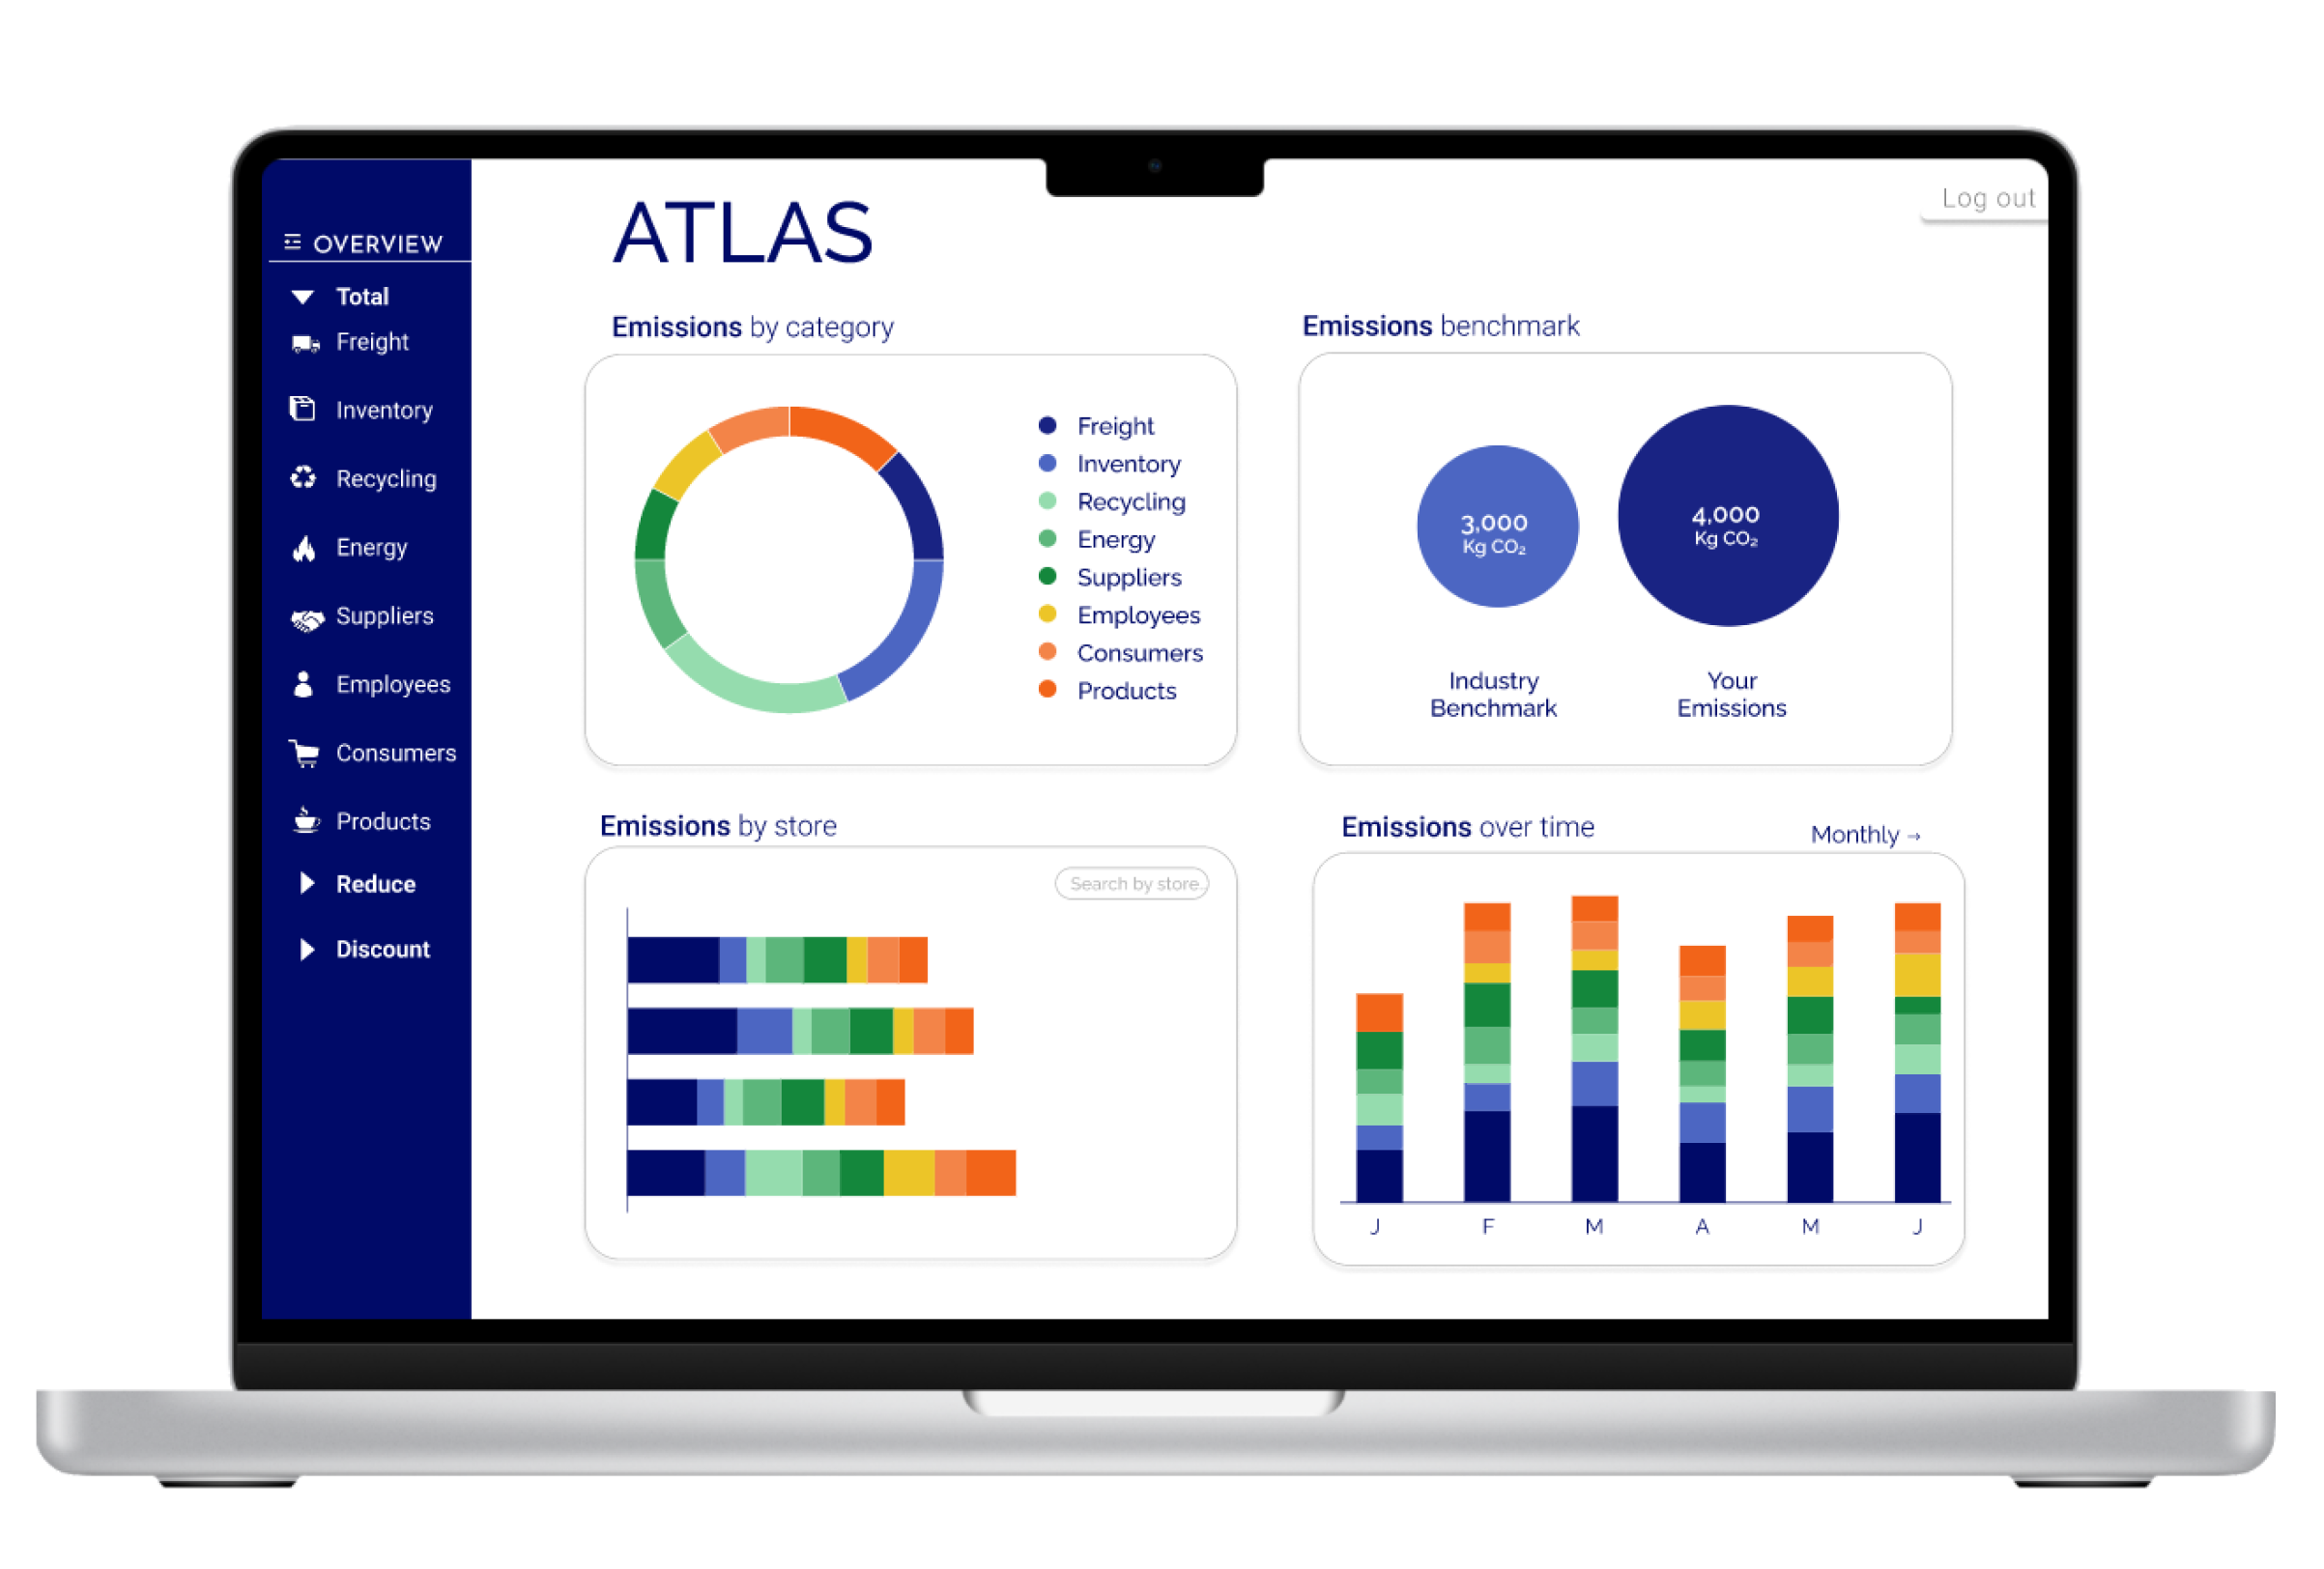 OVERVIEW
Total
Freight
Inventory
Recycling
Energy
Suppliers
Employees
Consumers
Products
Reduce
Discount
ATLAS
Log out
Emissions by category
Freight
Inventory
Recycling
Energy
Suppliers
Employees
Consumers
Products
Emissions benchmark
3,000
Kg CO₂
4,000
Kg CO₂
Industry
Benchmark
Your
Emissions
Emissions by store
Search by store...
Emissions over time
Monthly →
J F M A M J